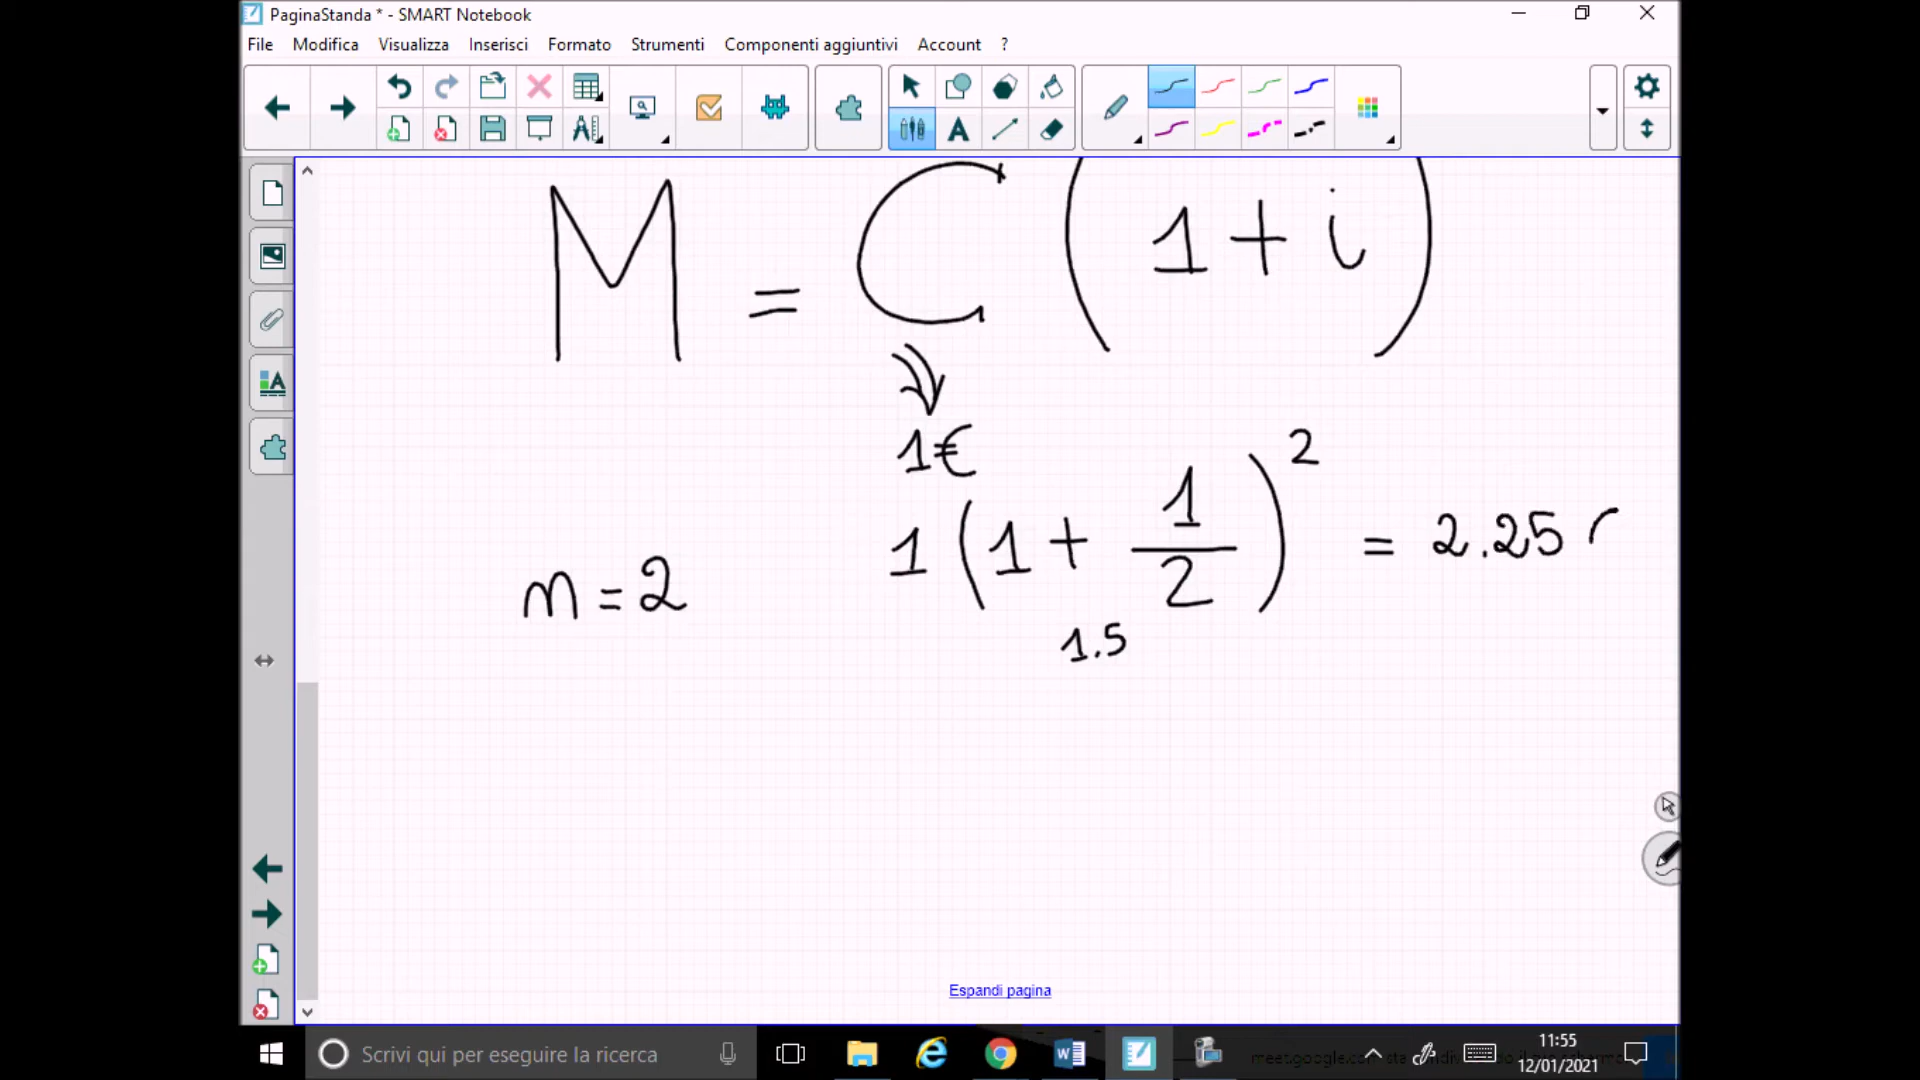 PaginaStanda * - SMART Notebook
File Modifica Visualizza Inserisci Formato Strumenti Componenti aggiuntivi Account ?
M = C (1 + i)
1€
1 (1 + 1/2)² = 2.25
m = 2
1.5
Espandi pagina
Scrivi qui per eseguire la ricerca
11:55
12/01/2021